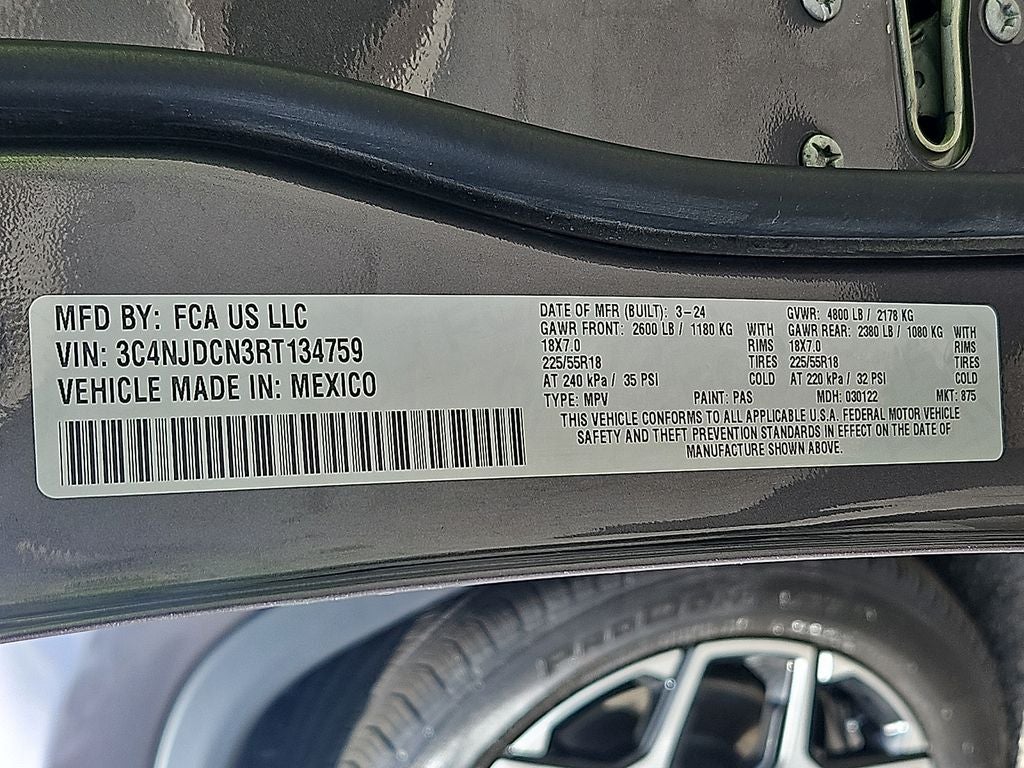 MFD BY: FCA US LLC
VIN: 3C4NJDCN3RT134759
VEHICLE MADE IN: MEXICO
DATE OF MFR (BUILT): 3-24 GVWR: 4800 LB / 2178 KG
GAWR FRONT: 2600 LB / 1180 KG WITH GAWR REAR: 2380 LB / 1080 KG WITH
18X7.0 RIMS 18X7.0 RIMS
225/55R18 TIRES 225/55R18 TIRES
AT 240 kPa / 35 PSI COLD AT 220 kPa / 32 PSI COLD
TYPE: MPV PAINT: PAS MDH: 030122 MKT: 875
THIS VEHICLE CONFORMS TO ALL APPLICABLE U.S.A. FEDERAL MOTOR VEHICLE
SAFETY AND THEFT PREVENTION STANDARDS IN EFFECT ON THE DATE OF
MANUFACTURE SHOWN ABOVE.